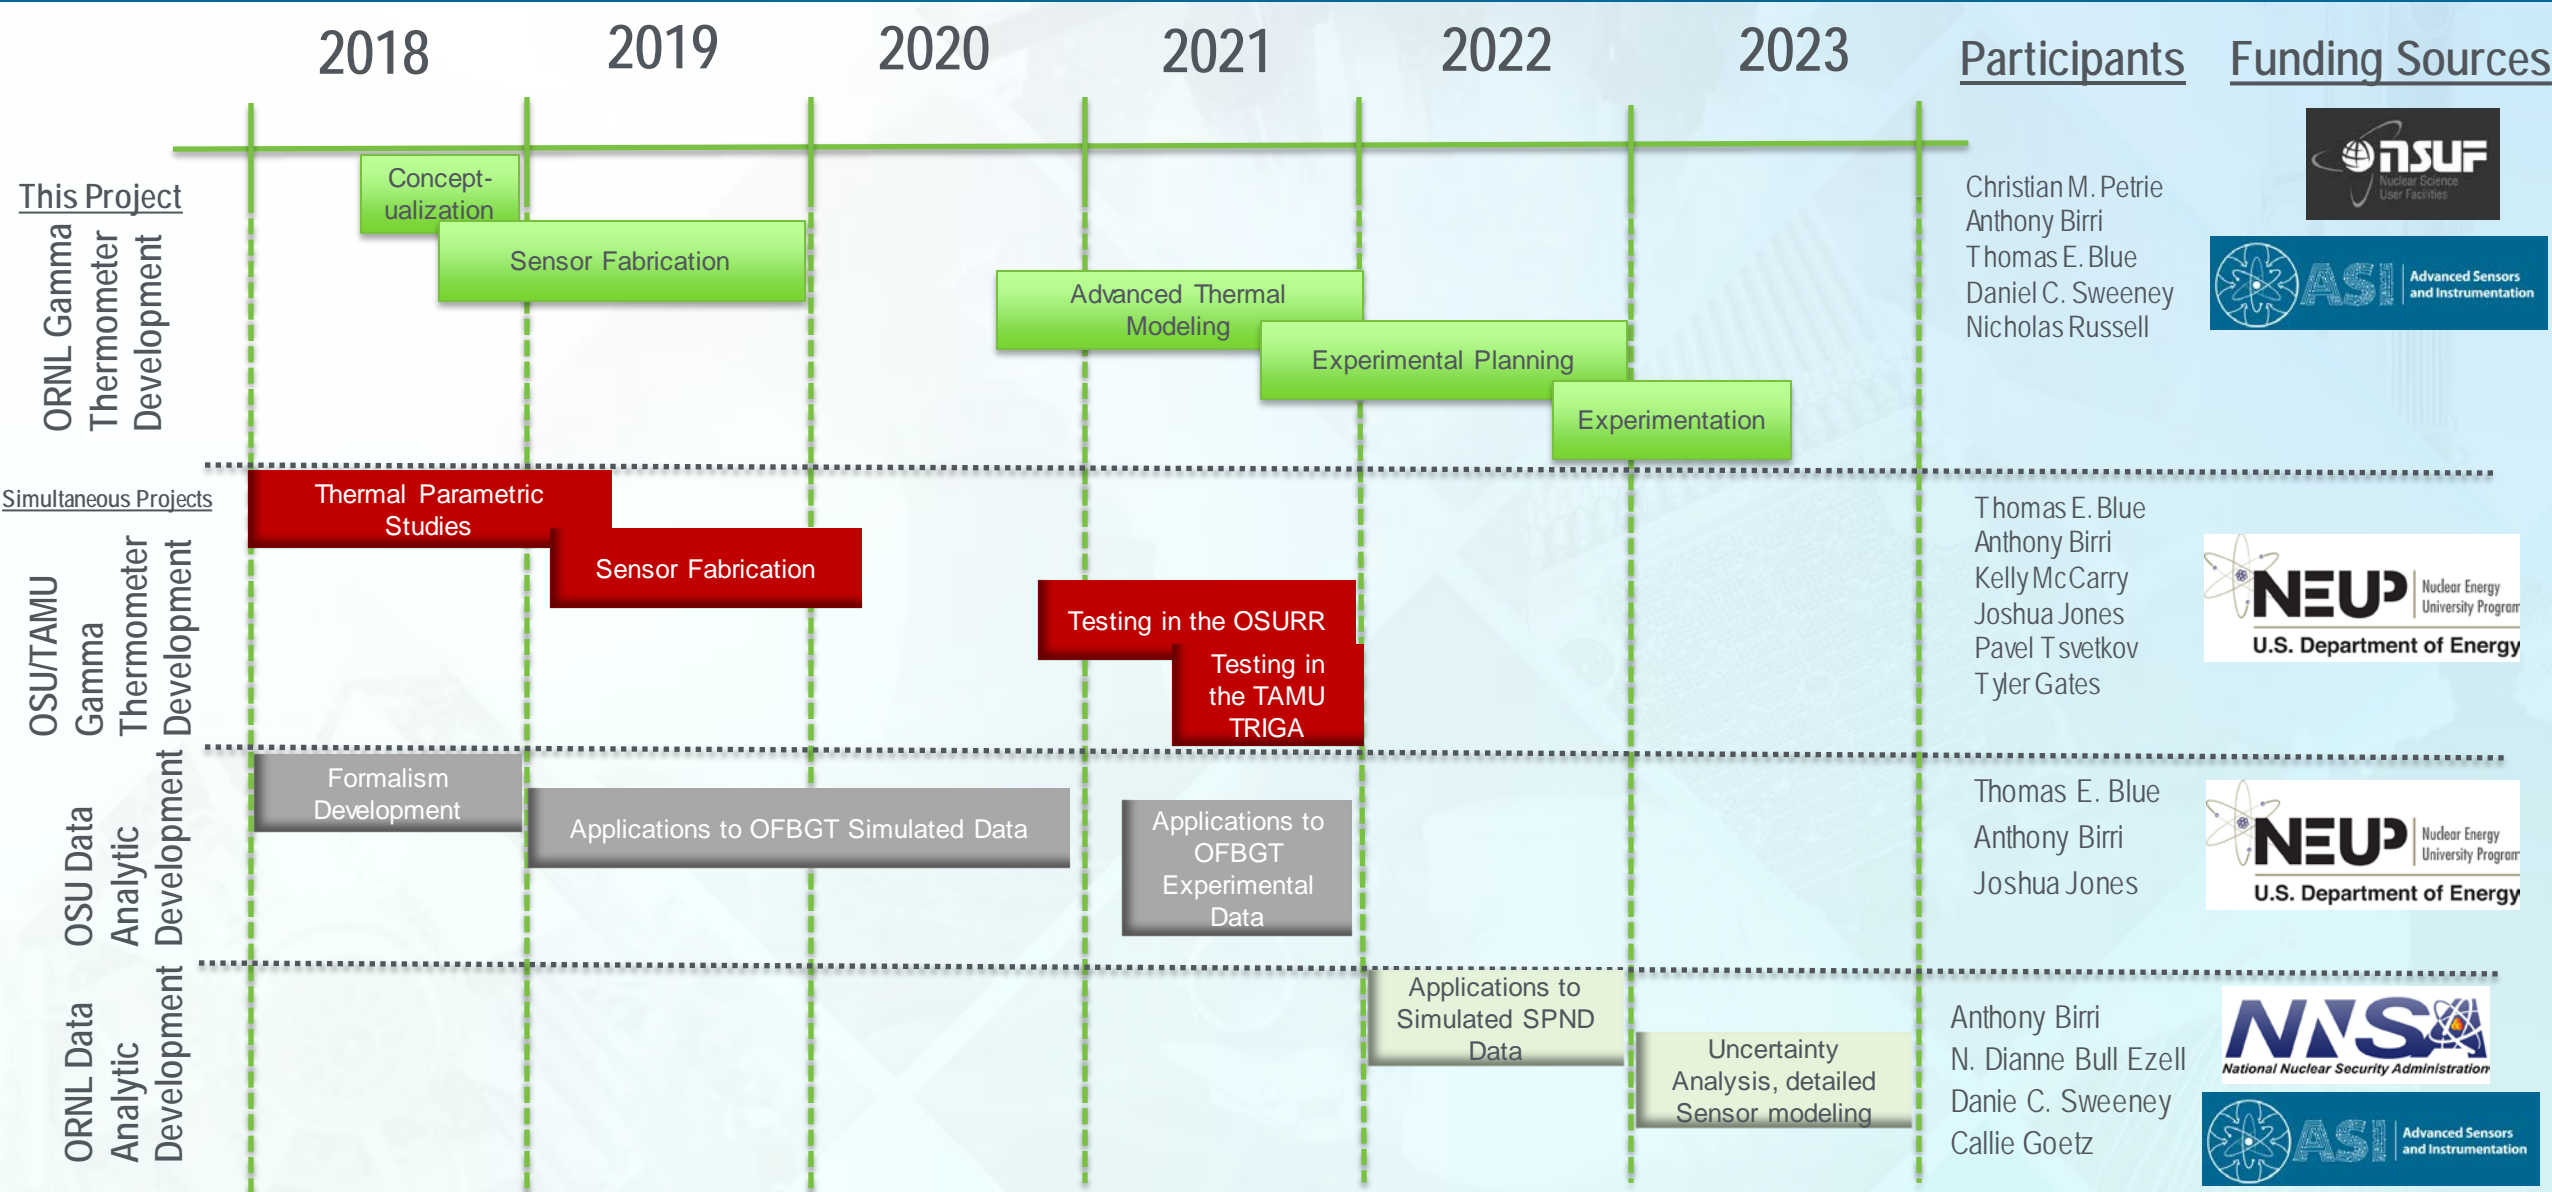 2018
2019
2020
2021
2022
2023
Participants
Funding Sources
This Project
ORNL Gamma
Thermometer
Development
Concept-
ualization
Sensor Fabrication
Advanced Thermal
Modeling
Experimental Planning
Experimentation
Christian M. Petrie
Anthony Birri
Thomas E. Blue
Daniel C. Sweeney
Nicholas Russell
NSUF
Nuclear Science
User Facilities
ASI
Advanced Sensors
and Instrumentation
Simultaneous Projects
OSU/TAMU
Gamma
Thermometer
Development
Thermal Parametric
Studies
Sensor Fabrication
Testing in the OSURR
Testing in
the TAMU
TRIGA
Thomas E. Blue
Anthony Birri
Kelly McCarry
Joshua Jones
Pavel Tsvetkov
Tyler Gates
NEUP
Nuclear Energy
University Program
U.S. Department of Energy
OSU Data
Analytic
Development
Formalism
Development
Applications to OFBGT Simulated Data
Applications to
OFBGT
Experimental
Data
Thomas E. Blue
Anthony Birri
Joshua Jones
NEUP
Nuclear Energy
University Program
U.S. Department of Energy
ORNL Data
Analytic
Development
Applications to
Simulated SPND
Data
Uncertainty
Analysis, detailed
Sensor modeling
Anthony Birri
N. Dianne Bull Ezell
Danie C. Sweeney
Callie Goetz
NNSA
National Nuclear Security Administration
ASI
Advanced Sensors
and Instrumentation